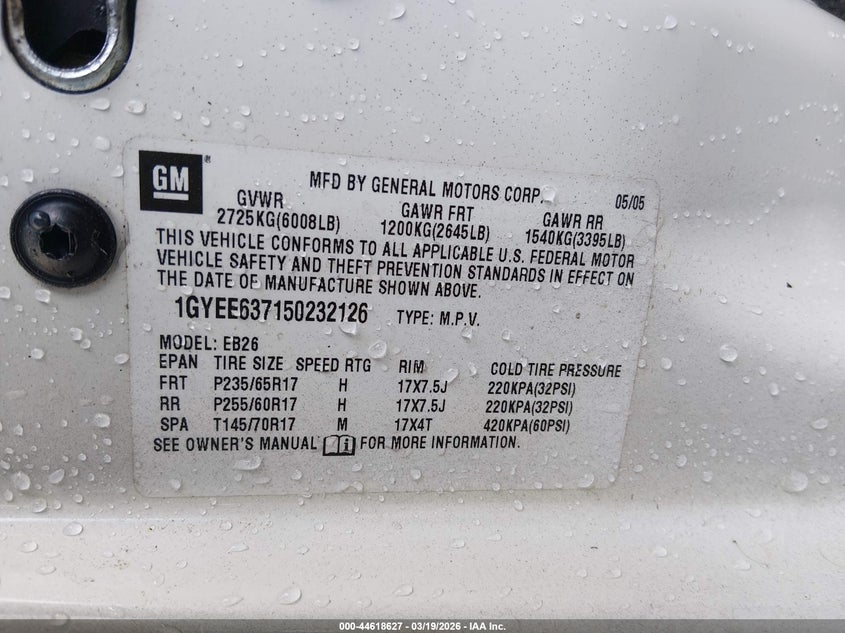 GM ®
MFD BY GENERAL MOTORS CORP. 05/05
GVWR GAWR FRT GAWR RR
2725KG(6008LB) 1200KG(2645LB) 1540KG(3395LB)
THIS VEHICLE CONFORMS TO ALL APPLICABLE U.S. FEDERAL MOTOR
VEHICLE SAFETY AND THEFT PREVENTION STANDARDS IN EFFECT ON
THE DATE OF MANUFACTURE SHOWN ABOVE.
1GYEE637150232126 TYPE: M.P.V.
MODEL: EB26
EPAN TIRE SIZE SPEED RTG RIM COLD TIRE PRESSURE
FRT P235/65R17 H 17X7.5J 220KPA(32PSI)
RR P255/60R17 H 17X7.5J 220KPA(32PSI)
SPA T145/70R17 M 17X4T 420KPA(60PSI)
SEE OWNER'S MANUAL FOR MORE INFORMATION.
000-44618627 | 03/19/2026 | IAA Inc.